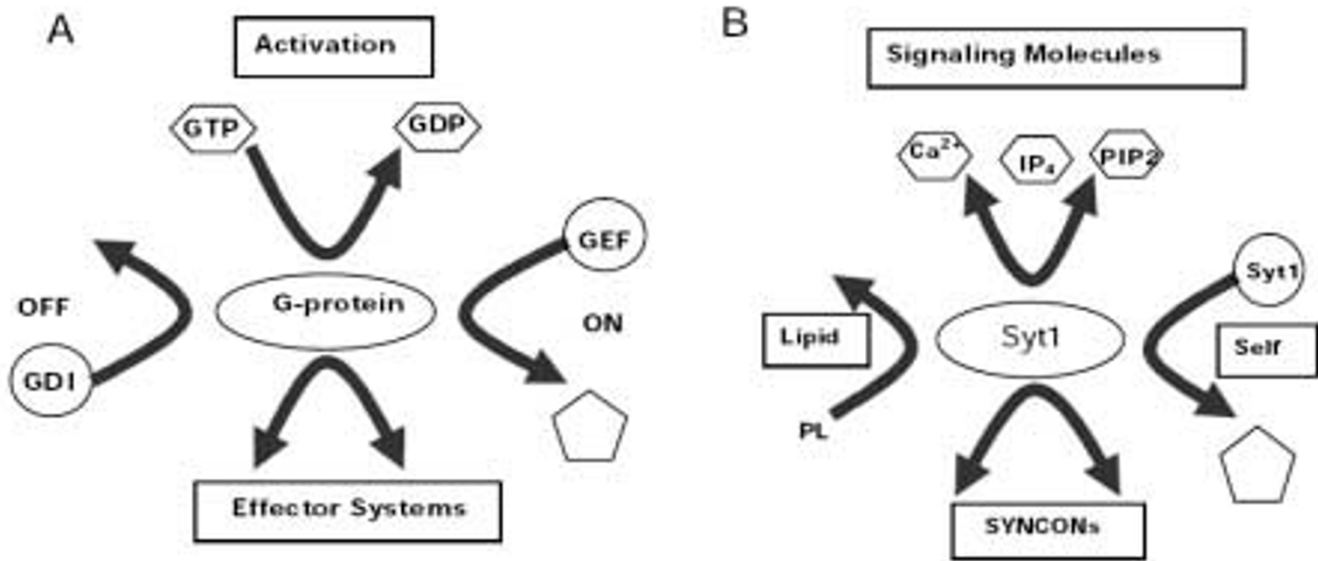 A
Activation
GTP
GDP
GEF
OFF
G-protein
ON
GDI
Effector Systems
B
Signaling Molecules
Ca²⁺
IP₄
PIP2
Syt1
Lipid
Syt1
Self
PL
SYNCONs